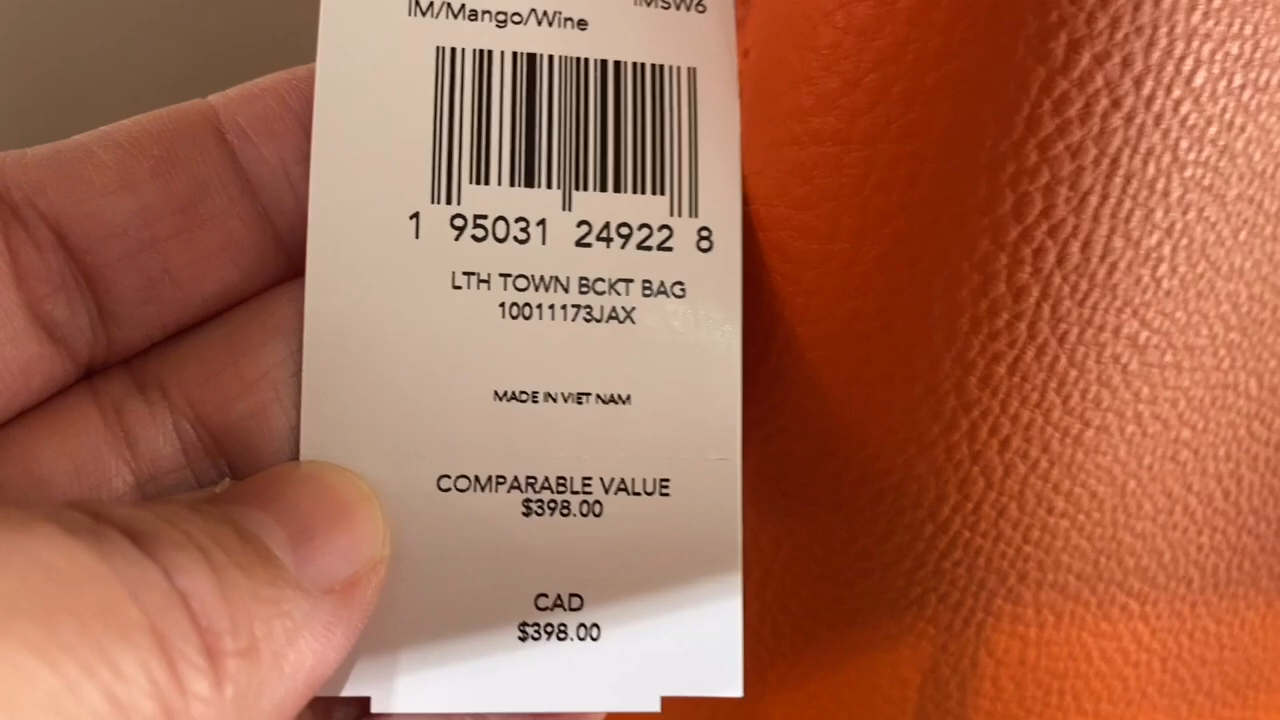 IMSW6
IM/Mango/Wine
1 95031 24922 8
LTH TOWN BCKT BAG
10011173JAX
MADE IN VIET NAM
COMPARABLE VALUE
$398.00
CAD
$398.00